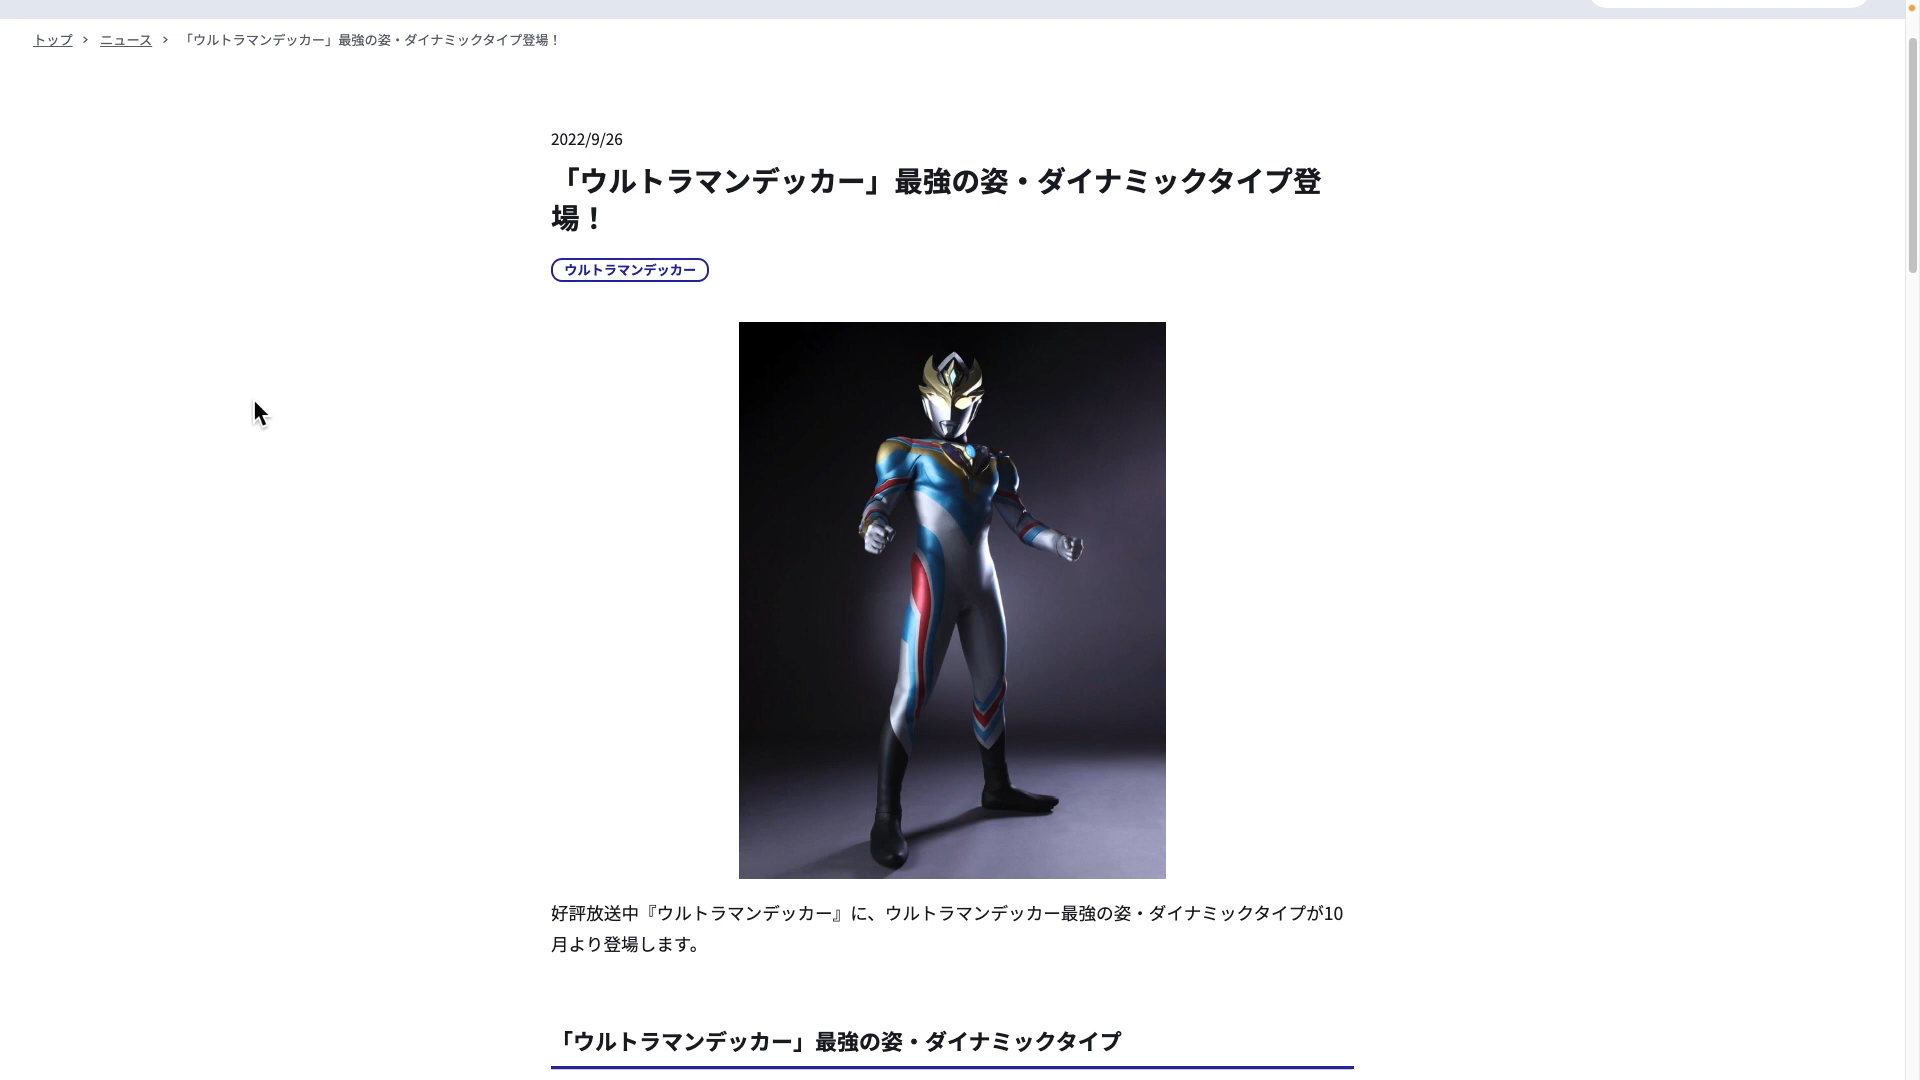 トップ > ニュース > 「ウルトラマンデッカー」最強の姿・ダイナミックタイプ登場！
2022/9/26
「ウルトラマンデッカー」最強の姿・ダイナミックタイプ登
場！
ウルトラマンデッカー
好評放送中『ウルトラマンデッカー』に、ウルトラマンデッカー最強の姿・ダイナミックタイプが10
月より登場します。
「ウルトラマンデッカー」最強の姿・ダイナミックタイプ